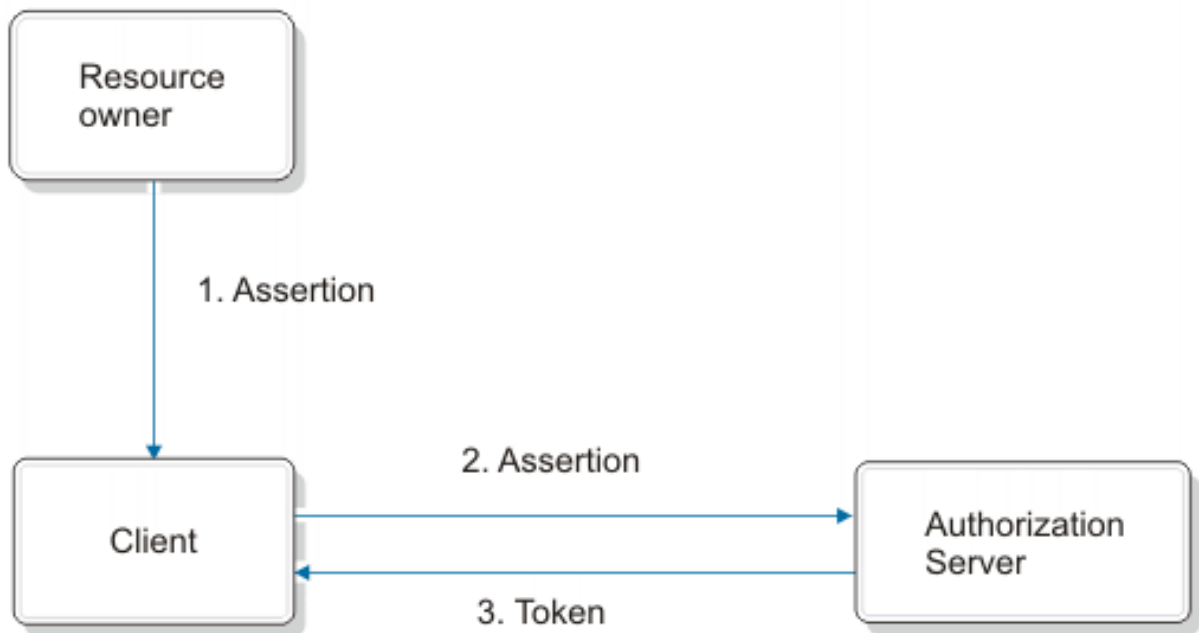 Resource
owner
1. Assertion
2. Assertion
Client
Authorization
Server
3. Token